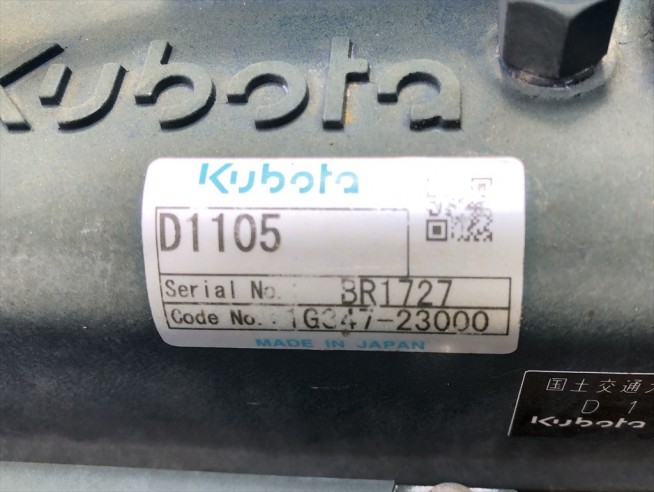 Kubota
Kubota
D1105
Serial No. BR1727
Code No. 1G347-23000
MADE IN JAPAN
国土交通
D 1
Kubota